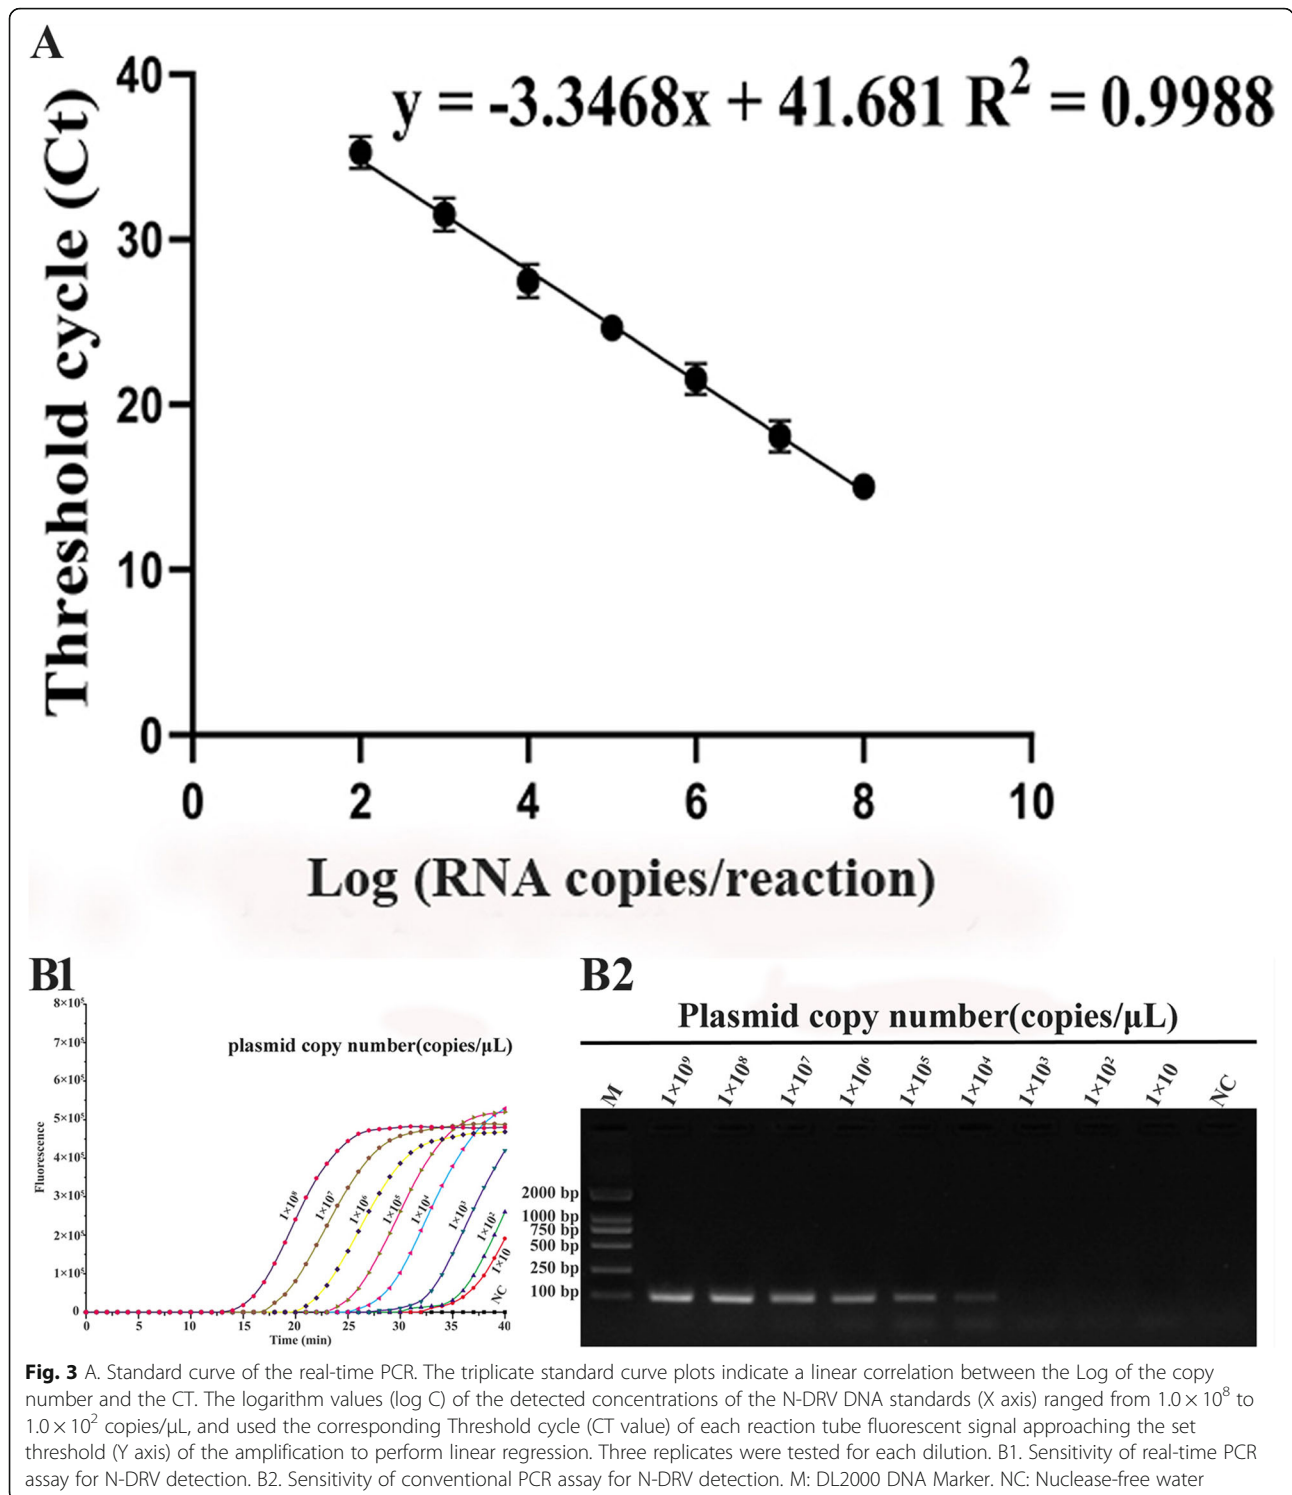 A
y = -3.3468x + 41.681 R² = 0.9988
Threshold cycle (Ct)
40
30
20
10
0
0 2 4 6 8 10
Log (RNA copies/reaction)
B1
plasmid copy number(copies/μL)
Fluorescence
8×10⁵
7×10⁵
6×10⁵
5×10⁵
4×10⁵
3×10⁵
2×10⁵
1×10⁵
0
1×10⁸ 1×10⁷ 1×10⁶ 1×10⁵ 1×10⁴ 1×10³ 1×10² 1×10 NC
0 5 10 15 20 25 30 35 40
Time (min)
B2
Plasmid copy number(copies/μL)
M 1×10⁹ 1×10⁸ 1×10⁷ 1×10⁶ 1×10⁵ 1×10⁴ 1×10³ 1×10² 1×10 NC
2000 bp
1000 bp
750 bp
500 bp
250 bp
100 bp
Fig. 3 A. Standard curve of the real-time PCR. The triplicate standard curve plots indicate a linear correlation between the Log of the copy
number and the CT. The logarithm values (log C) of the detected concentrations of the N-DRV DNA standards (X axis) ranged from 1.0 × 10⁸ to
1.0 × 10² copies/μL, and used the corresponding Threshold cycle (CT value) of each reaction tube fluorescent signal approaching the set
threshold (Y axis) of the amplification to perform linear regression. Three replicates were tested for each dilution. B1. Sensitivity of real-time PCR
assay for N-DRV detection. B2. Sensitivity of conventional PCR assay for N-DRV detection. M: DL2000 DNA Marker. NC: Nuclease-free water